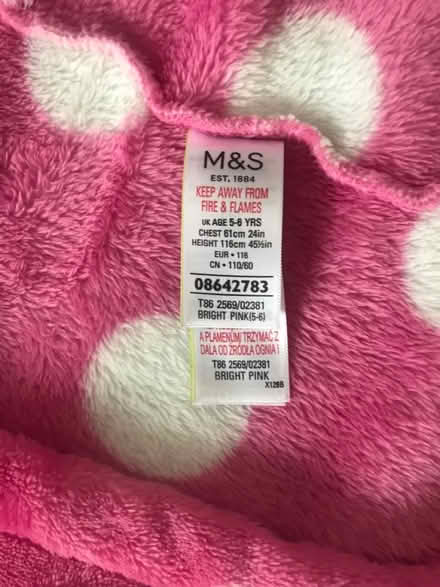 M&S
EST. 1884
KEEP AWAY FROM
FIRE & FLAMES
UK AGE 5-6 YRS
CHEST 61cm 24in
HEIGHT 116cm 45½in
EUR • 116
CN • 110/60
08642783
T86 2569/02381
BRIGHT PINK(5-6)
A PLAMENUM) TRZYMAĆ Z
DALA OD ŹRÓDŁA OGNIA I
T86 2569/02381
BRIGHT PINK
X128B